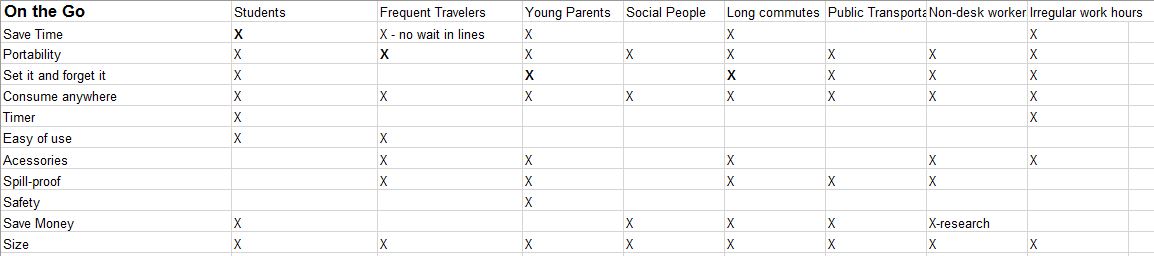 On the Go Students Frequent Travelers Young Parents Social People Long commutes Public Transporta Non-desk worker Irregular work hours
Save Time X X - no wait in lines X X X
Portability X X X X X X X X
Set it and forget it X X X X X X
Consume anywhere X X X X X X X X
Timer X X
Easy of use X X
Acessories X X X X X
Spill-proof X X X X X
Safety X
Save Money X X X X X-research
Size X X X X X X X X